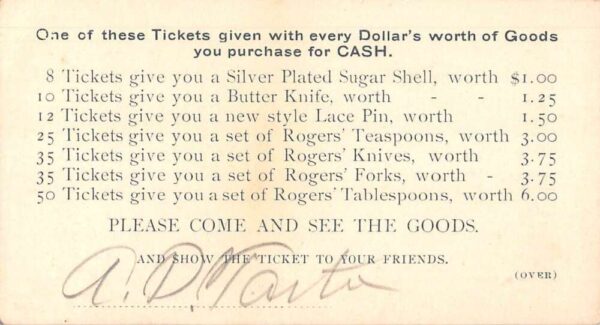 One of these Tickets given with every Dollar's worth of Goods
you purchase for CASH.
8 Tickets give you a Silver Plated Sugar Shell, worth $1.00
10 Tickets give you a Butter Knife, worth - - 1.25
12 Tickets give you a new style Lace Pin, worth 1.50
25 Tickets give you a set of Rogers' Teaspoons, worth 3.00
35 Tickets give you a set of Rogers' Knives, worth 3.75
35 Tickets give you a set of Rogers' Forks, worth - 3.75
50 Tickets give you a set of Rogers' Tablespoons, worth 6.00
PLEASE COME AND SEE THE GOODS.
AND SHOW THE TICKET TO YOUR FRIENDS.
(OVER)
A. D.